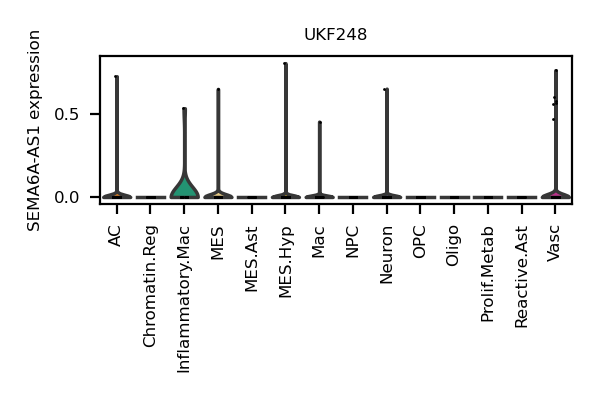 UKF248
SEMA6A-AS1 expression
0.5
0.0
AC
Chromatin.Reg
Inflammatory.Mac
MES
MES.Ast
MES.Hyp
Mac
NPC
Neuron
OPC
Oligo
Prolif.Metab
Reactive.Ast
Vasc